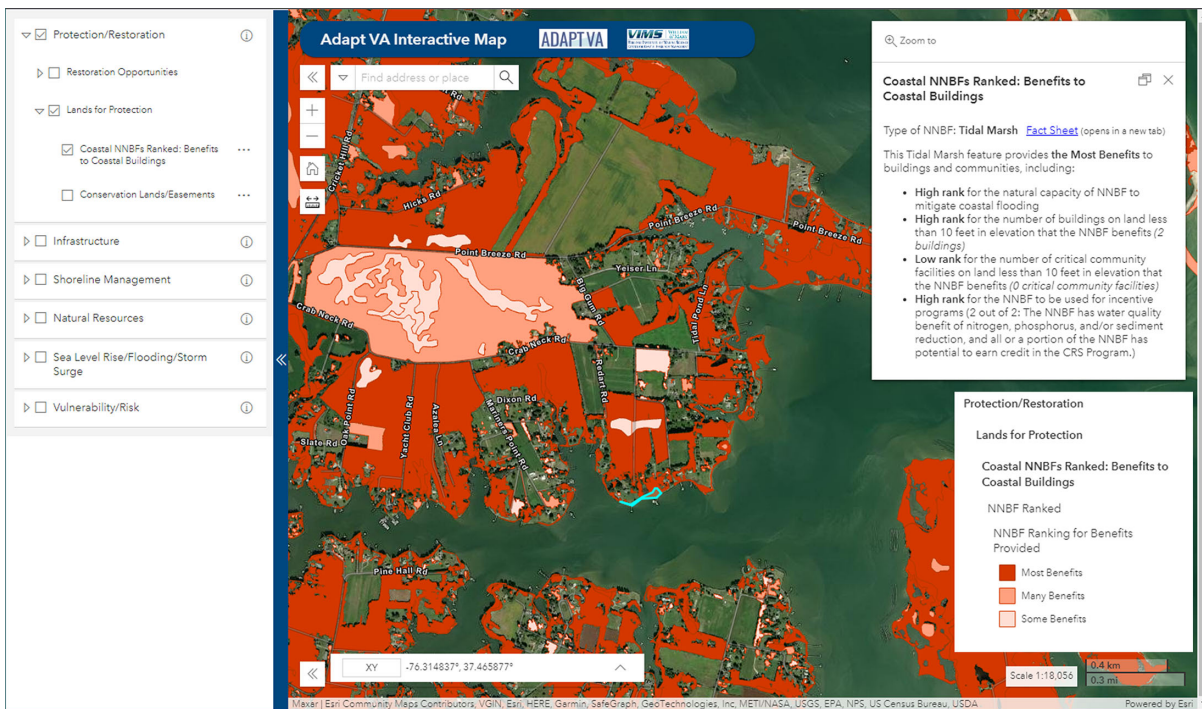 Protection/Restoration
Restoration Opportunities
Lands for Protection
Coastal NNBFs Ranked: Benefits
to Coastal Buildings
Conservation Lands/Easements
Infrastructure
Shoreline Management
Natural Resources
Sea Level Rise/Flooding/Storm
Surge
Vulnerability/Risk
Adapt VA Interactive Map
ADAPT VA
VIMS
WILLIAM
& MARY
Find address or place
Cricket Hill Rd
Hicks Rd
Point Breeze Rd
Point Breeze Rd
Point Breeze Rd
Yeiser Ln
Big Gum Rd
Tidal Pond Ln
Crab Neck Rd
Crab Neck Rd
Redart Rd
Dixon Rd
Mariners Point Rd
Oak Point Rd
Yacht Club Rd
Azalea Ln
Slate Rd
Pine Hall Rd
XY
-76.314837°, 37.465877°
Zoom to
Coastal NNBFs Ranked: Benefits to
Coastal Buildings
Type of NNBF: Tidal Marsh Fact Sheet (opens in a new tab)
This Tidal Marsh feature provides the Most Benefits to
buildings and communities, including:
• High rank for the natural capacity of NNBF to
mitigate coastal flooding
• High rank for the number of buildings on land less
than 10 feet in elevation that the NNBF benefits (2
buildings)
• Low rank for the number of critical community
facilities on land less than 10 feet in elevation that
the NNBF benefits (0 critical community facilities)
• High rank for the NNBF to be used for incentive
programs (2 out of 2: The NNBF has water quality
benefit of nitrogen, phosphorus, and/or sediment
reduction, and all or a portion of the NNBF has
potential to earn credit in the CRS Program.)
Protection/Restoration
Lands for Protection
Coastal NNBFs Ranked: Benefits to
Coastal Buildings
NNBF Ranked
NNBF Ranking for Benefits
Provided
Most Benefits
Many Benefits
Some Benefits
Scale 1:18,056
0.4 km
0.3 mi
Maxar | Esri Community Maps Contributors, VGIN, Esri, HERE, Garmin, SafeGraph, GeoTechnologies, Inc, METI/NASA, USGS, EPA, NPS, US Census Bureau, USDA
Powered by Esri